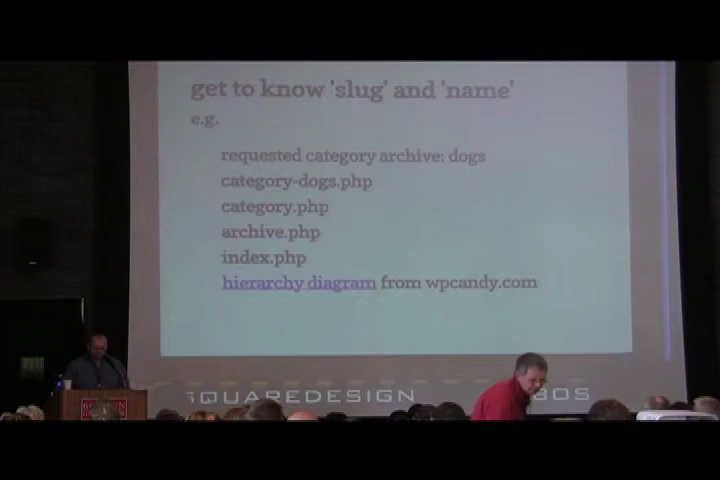 get to know 'slug' and 'name'
e.g.
requested category archive: dogs
category-dogs.php
category.php
archive.php
index.php
hierarchy diagram from wpcandy.com
SQUAREDESIGN
BOS